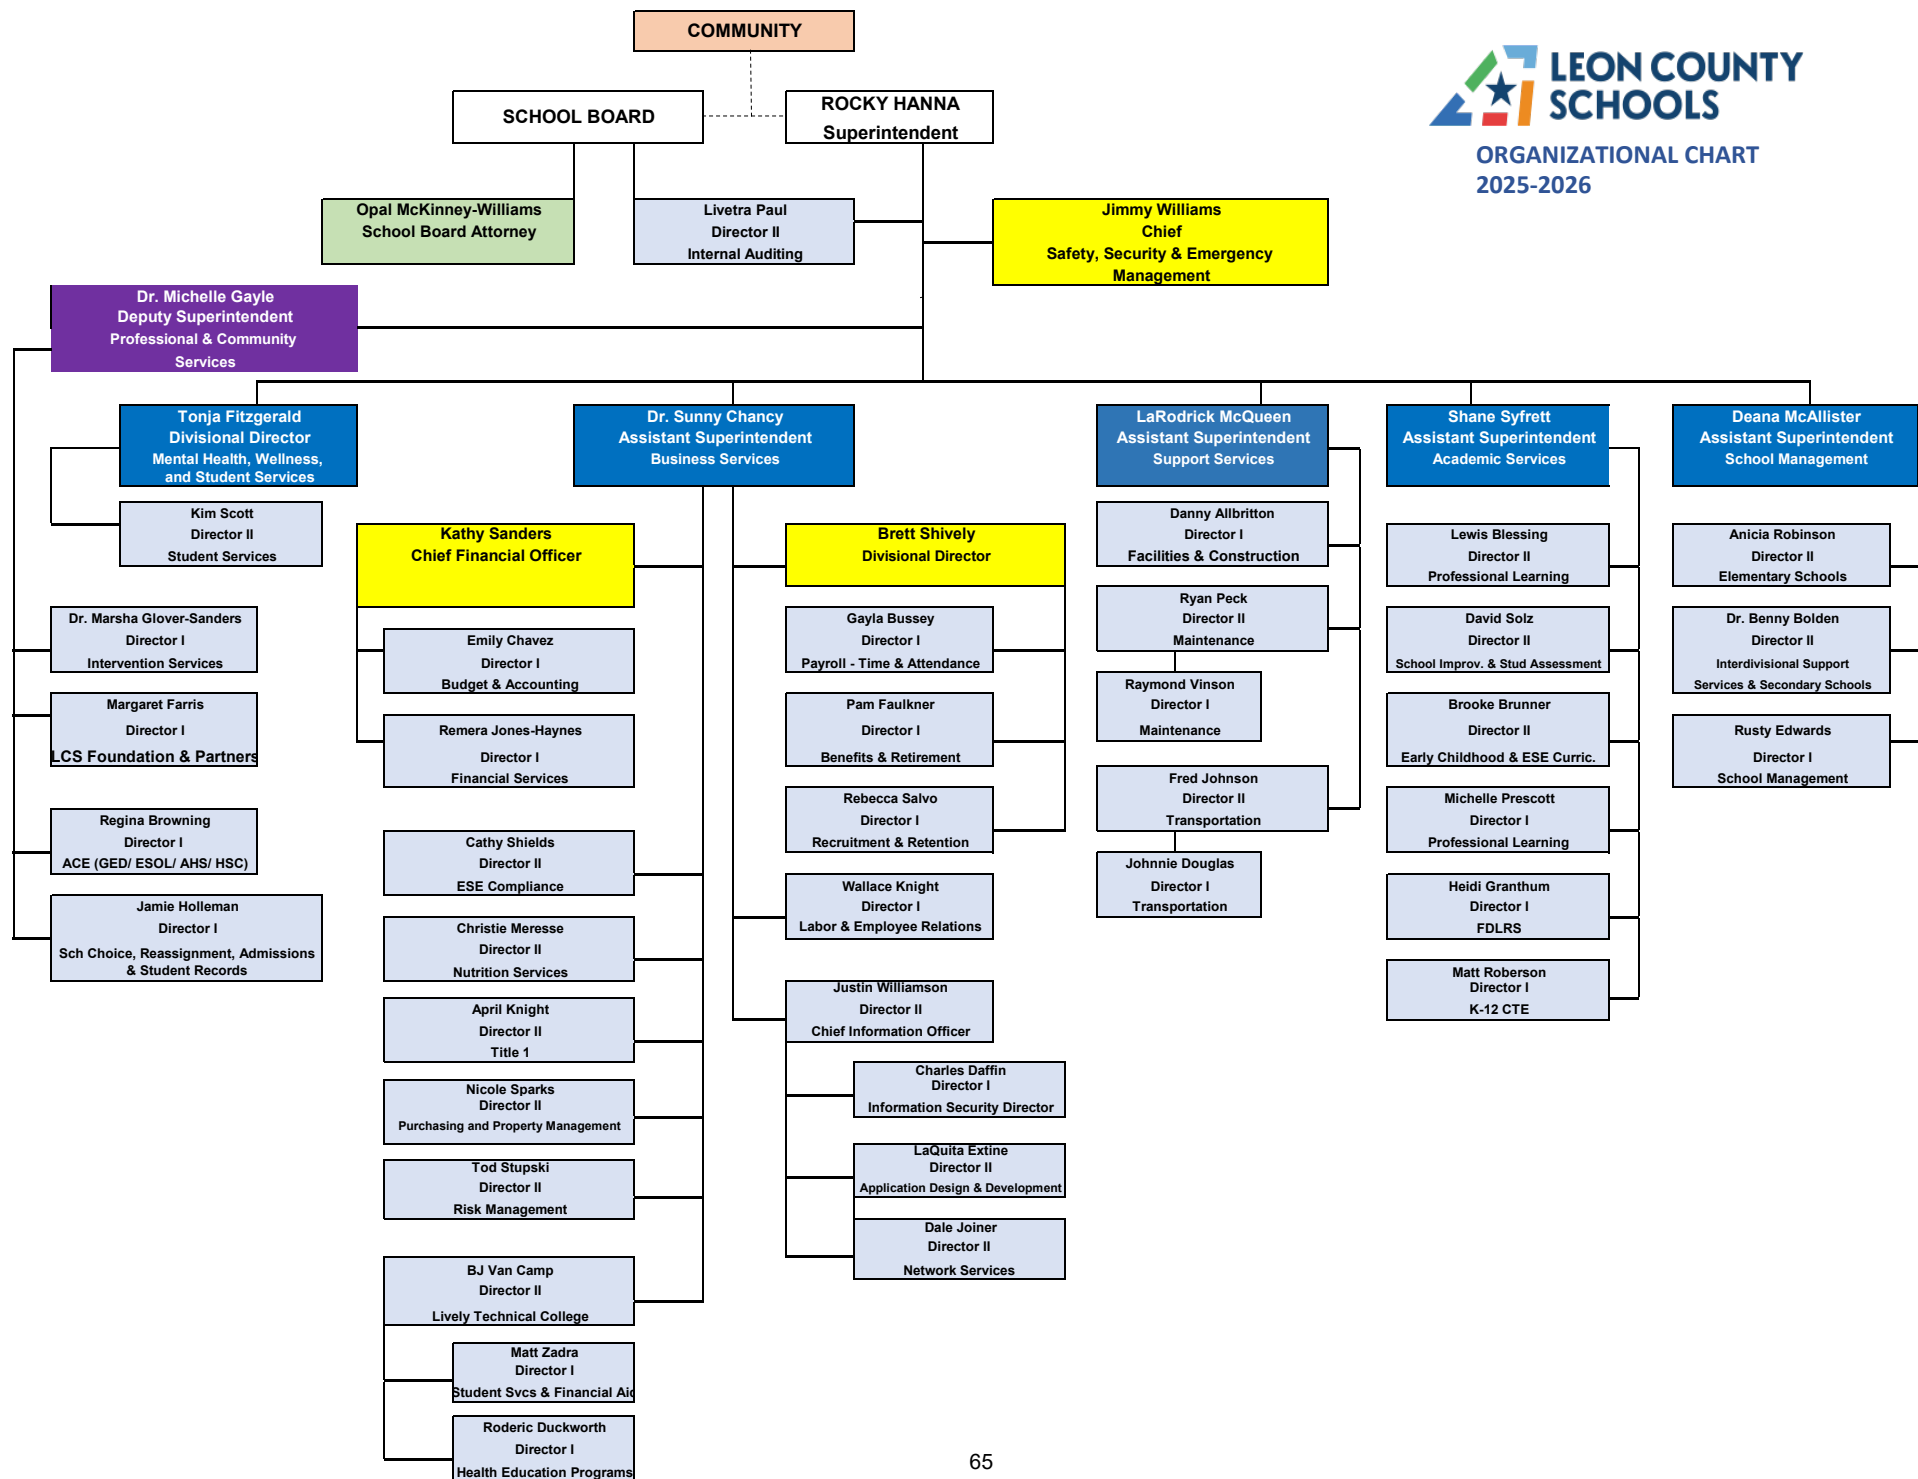 COMMUNITY
LEON COUNTY
SCHOOLS
ORGANIZATIONAL CHART
2025-2026
SCHOOL BOARD
ROCKY HANNA
Superintendent
Opal McKinney-Williams
School Board Attorney
Livetra Paul
Director II
Internal Auditing
Jimmy Williams
Chief
Safety, Security & Emergency
Management
Dr. Michelle Gayle
Deputy Superintendent
Professional & Community
Services
Tonja Fitzgerald
Divisional Director
Mental Health, Wellness,
and Student Services
Kim Scott
Director II
Student Services
Dr. Marsha Glover-Sanders
Director I
Intervention Services
Margaret Farris
Director I
LCS Foundation & Partners
Regina Browning
Director I
ACE (GED/ ESOL/ AHS/ HSC)
Jamie Holleman
Director I
Sch Choice, Reassignment, Admissions
& Student Records
Dr. Sunny Chancy
Assistant Superintendent
Business Services
Kathy Sanders
Chief Financial Officer
Emily Chavez
Director I
Budget & Accounting
Remera Jones-Haynes
Director I
Financial Services
Cathy Shields
Director II
ESE Compliance
Christie Meresse
Director II
Nutrition Services
April Knight
Director II
Title 1
Nicole Sparks
Director II
Purchasing and Property Management
Tod Stupski
Director II
Risk Management
BJ Van Camp
Director II
Lively Technical College
Matt Zadra
Director I
Student Svcs & Financial Aid
Roderic Duckworth
Director I
Health Education Programs
Brett Shively
Divisional Director
Gayla Bussey
Director I
Payroll - Time & Attendance
Pam Faulkner
Director I
Benefits & Retirement
Rebecca Salvo
Director I
Recruitment & Retention
Wallace Knight
Director I
Labor & Employee Relations
Justin Williamson
Director II
Chief Information Officer
Charles Daffin
Director I
Information Security Director
LaQuita Extine
Director II
Application Design & Development
Dale Joiner
Director II
Network Services
LaRodrick McQueen
Assistant Superintendent
Support Services
Danny Allbritton
Director I
Facilities & Construction
Ryan Peck
Director II
Maintenance
Raymond Vinson
Director I
Maintenance
Fred Johnson
Director II
Transportation
Johnnie Douglas
Director I
Transportation
Shane Syfrett
Assistant Superintendent
Academic Services
Lewis Blessing
Director II
Professional Learning
David Solz
Director II
School Improv. & Stud Assessment
Brooke Brunner
Director II
Early Childhood & ESE Curric.
Michelle Prescott
Director I
Professional Learning
Heidi Granthum
Director I
FDLRS
Matt Roberson
Director I
K-12 CTE
Deana McAllister
Assistant Superintendent
School Management
Anicia Robinson
Director II
Elementary Schools
Dr. Benny Bolden
Director II
Interdivisional Support
Services & Secondary Schools
Rusty Edwards
Director I
School Management
65